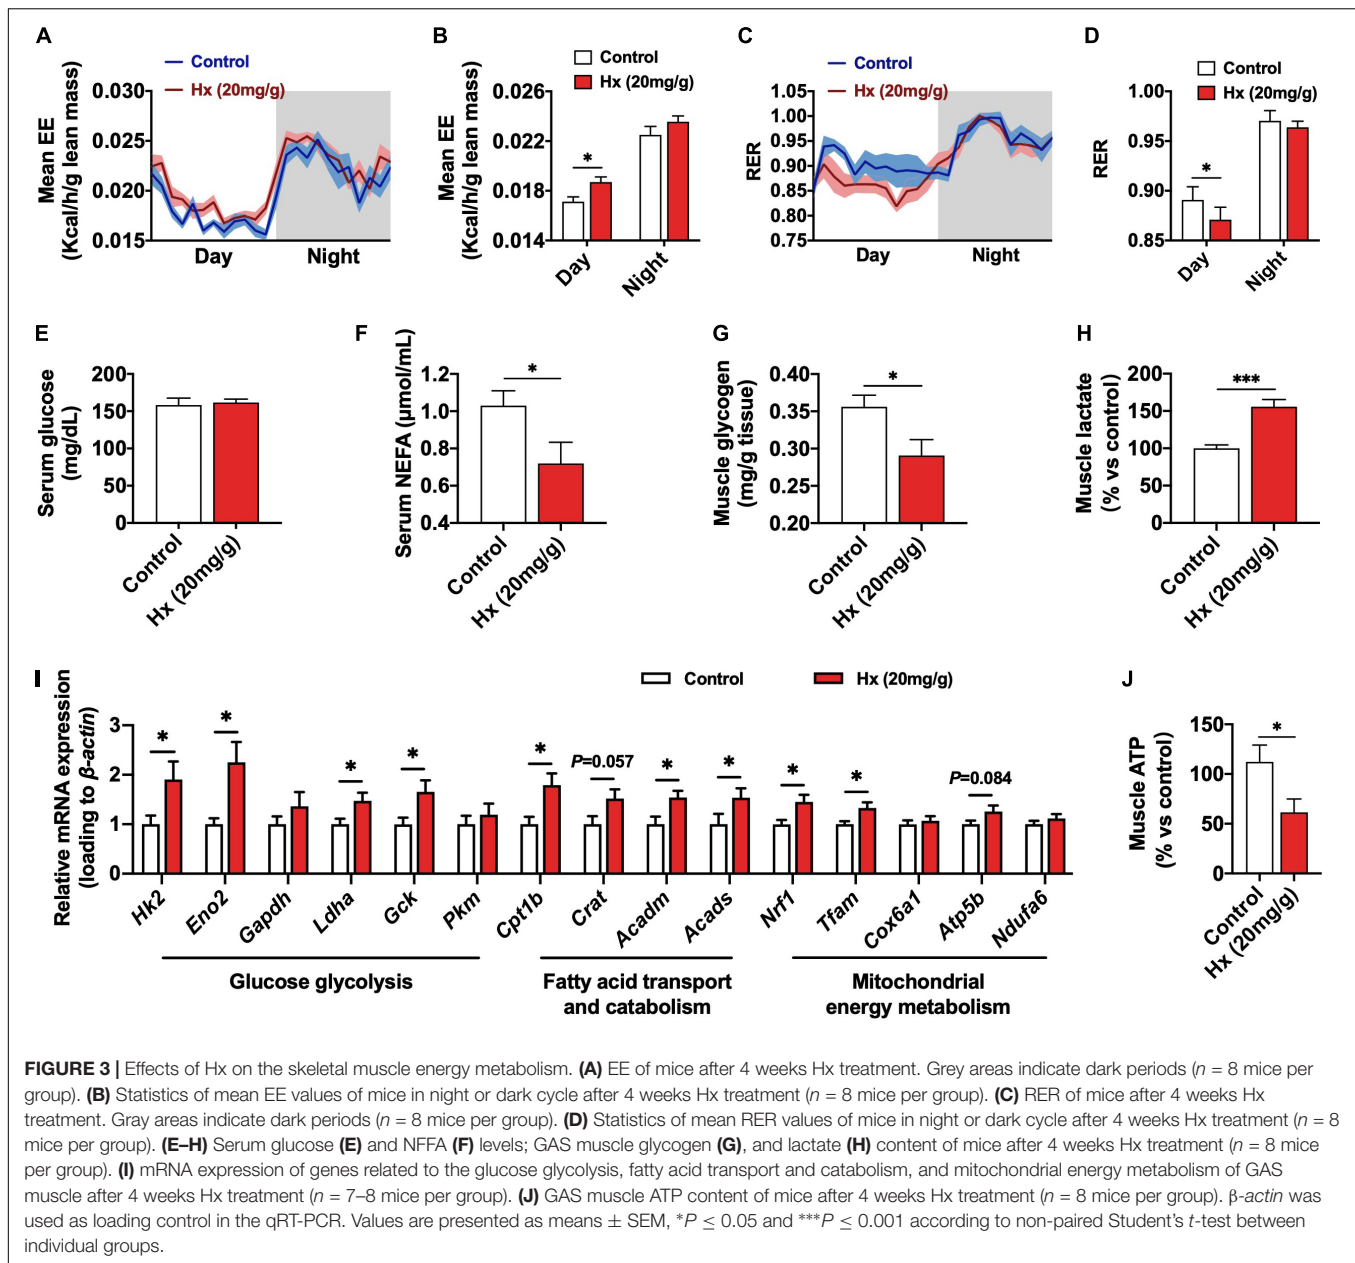 A
Control
Hx (20mg/g)
Mean EE
(Kcal/h/g lean mass)
0.030
0.025
0.020
0.015
Day
Night
B
Control
Hx (20mg/g)
Mean EE
(Kcal/h/g lean mass)
0.026
0.022
0.018
0.014
*
Day
Night
C
Control
Hx (20mg/g)
RER
1.05
1.00
0.95
0.90
0.85
0.80
0.75
Day
Night
D
Control
Hx (20mg/g)
RER
1.00
0.95
0.90
0.85
*
Day
Night
E
Serum glucose
(mg/dL)
200
150
100
50
0
Control
Hx (20mg/g)
F
Serum NEFA (μmol/mL)
1.2
1.0
0.8
0.6
0.4
*
Control
Hx (20mg/g)
G
Muscle glycogen
(mg/g tissue)
0.40
0.35
0.30
0.25
0.20
*
Control
Hx (20mg/g)
H
Muscle lactate
(% vs control)
200
150
100
50
0
***
Control
Hx (20mg/g)
I
Control
Hx (20mg/g)
Relative mRNA expression
(loading to β-actin)
3
2
1
0
*
*
*
*
*
P=0.057
*
*
*
*
P=0.084
Hk2
Eno2
Gapdh
Ldha
Gck
Pkm
Cpt1b
Crat
Acadm
Acads
Nrf1
Tfam
Cox6a1
Atp5b
Ndufa6
Glucose glycolysis
Fatty acid transport
and catabolism
Mitochondrial
energy metabolism
J
Muscle ATP
(% vs control)
150
100
50
0
*
Control
Hx (20mg/g)
FIGURE 3 | Effects of Hx on the skeletal muscle energy metabolism. (A) EE of mice after 4 weeks Hx treatment. Grey areas indicate dark periods (n = 8 mice per
group). (B) Statistics of mean EE values of mice in night or dark cycle after 4 weeks Hx treatment (n = 8 mice per group). (C) RER of mice after 4 weeks Hx
treatment. Gray areas indicate dark periods (n = 8 mice per group). (D) Statistics of mean RER values of mice in night or dark cycle after 4 weeks Hx treatment (n = 8
mice per group). (E–H) Serum glucose (E) and NFFA (F) levels; GAS muscle glycogen (G), and lactate (H) content of mice after 4 weeks Hx treatment (n = 8 mice
per group). (I) mRNA expression of genes related to the glucose glycolysis, fatty acid transport and catabolism, and mitochondrial energy metabolism of GAS
muscle after 4 weeks Hx treatment (n = 7–8 mice per group). (J) GAS muscle ATP content of mice after 4 weeks Hx treatment (n = 8 mice per group). β-actin was
used as loading control in the qRT-PCR. Values are presented as means ± SEM, *P ≤ 0.05 and ***P ≤ 0.001 according to non-paired Student's t-test between
individual groups.